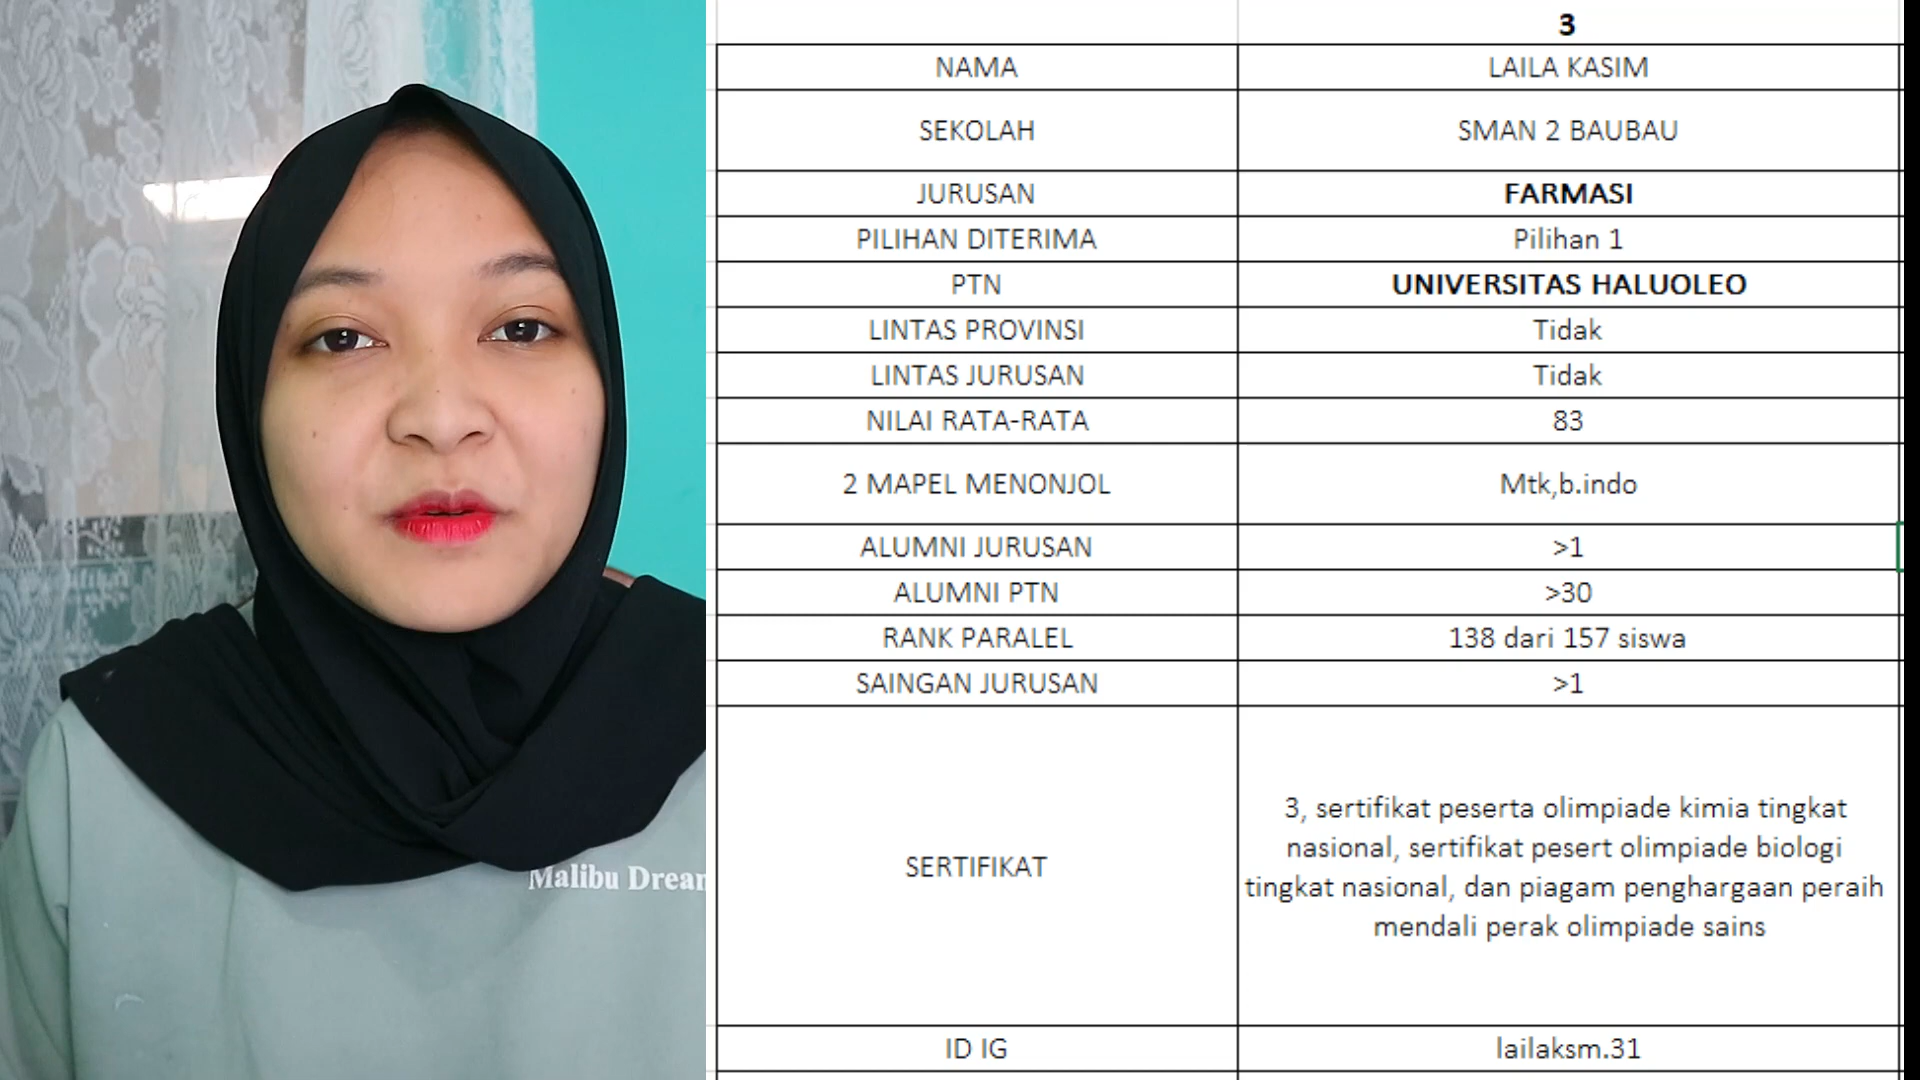 3
NAMA LAILA KASIM
SEKOLAH SMAN 2 BAUBAU
JURUSAN FARMASI
PILIHAN DITERIMA Pilihan 1
PTN UNIVERSITAS HALUOLEO
LINTAS PROVINSI Tidak
LINTAS JURUSAN Tidak
NILAI RATA-RATA 83
2 MAPEL MENONJOL Mtk,b.indo
ALUMNI JURUSAN >1
ALUMNI PTN >30
RANK PARALEL 138 dari 157 siswa
SAINGAN JURUSAN >1
SERTIFIKAT
3, sertifikat peserta olimpiade kimia tingkat
nasional, sertifikat pesert olimpiade biologi
tingkat nasional, dan piagam penghargaan peraih
mendali perak olimpiade sains
ID IG lailaksm.31
Malibu Drea